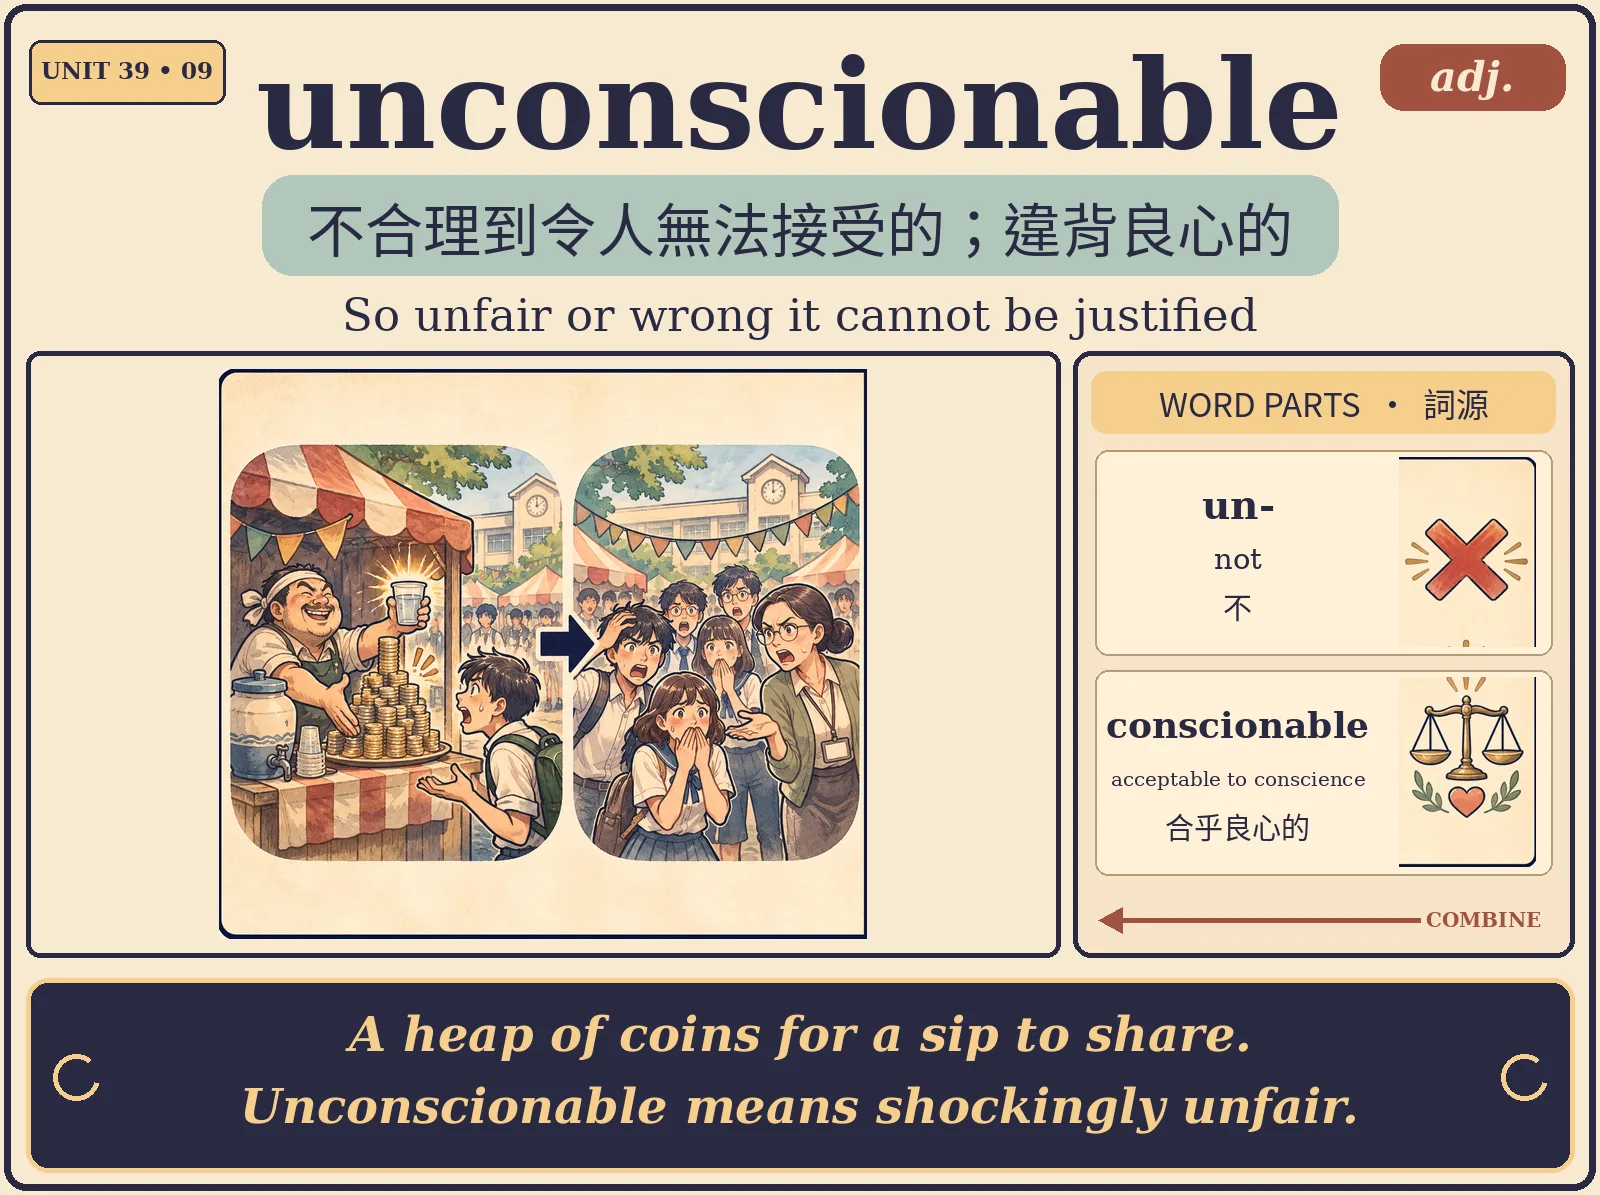 UNIT 39 • 09
unconscionable
adj.
不合理到令人無法接受的；違背良心的
So unfair or wrong it cannot be justified
WORD PARTS • 詞源
un-
not
不
conscionable
acceptable to conscience
合乎良心的
COMBINE
A heap of coins for a sip to share.
Unconscionable means shockingly unfair.